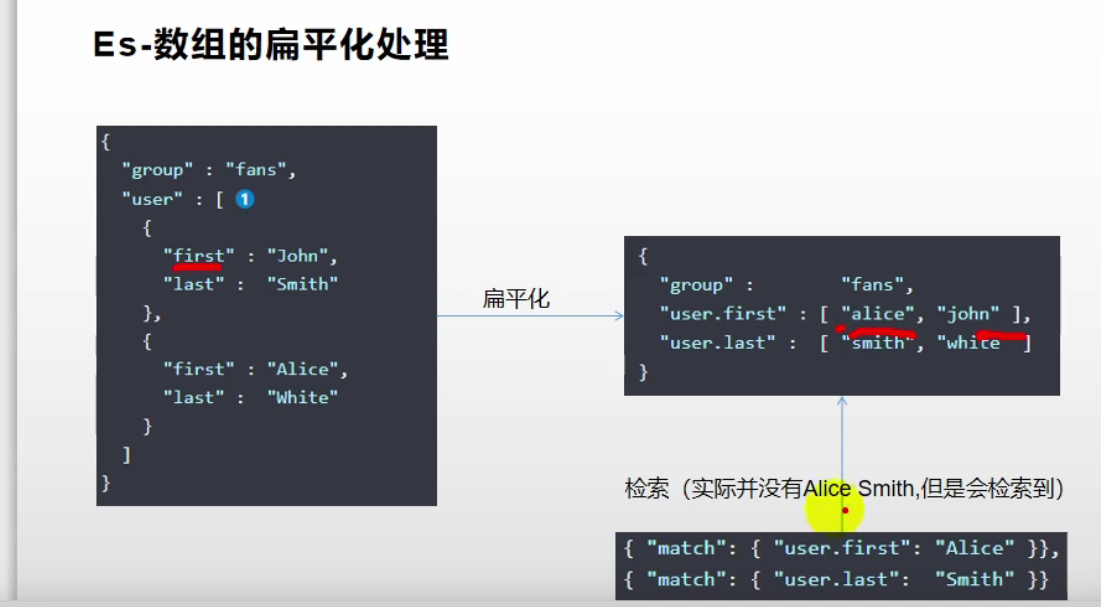 Es-数组的扁平化处理
{
"group" : "fans",
"user" : [ 1
{
"first" : "John",
"last" : "Smith"
},
{
"first" : "Alice",
"last" : "White"
}
]
}
扁平化
{
"group" : "fans",
"user.first" : [ "alice", "john" ],
"user.last" : [ "smith", "white ]
}
检索（实际并没有Alice Smith,但是会检索到）
{ "match": { "user.first": "Alice" }},
{ "match": { "user.last": "Smith" }}